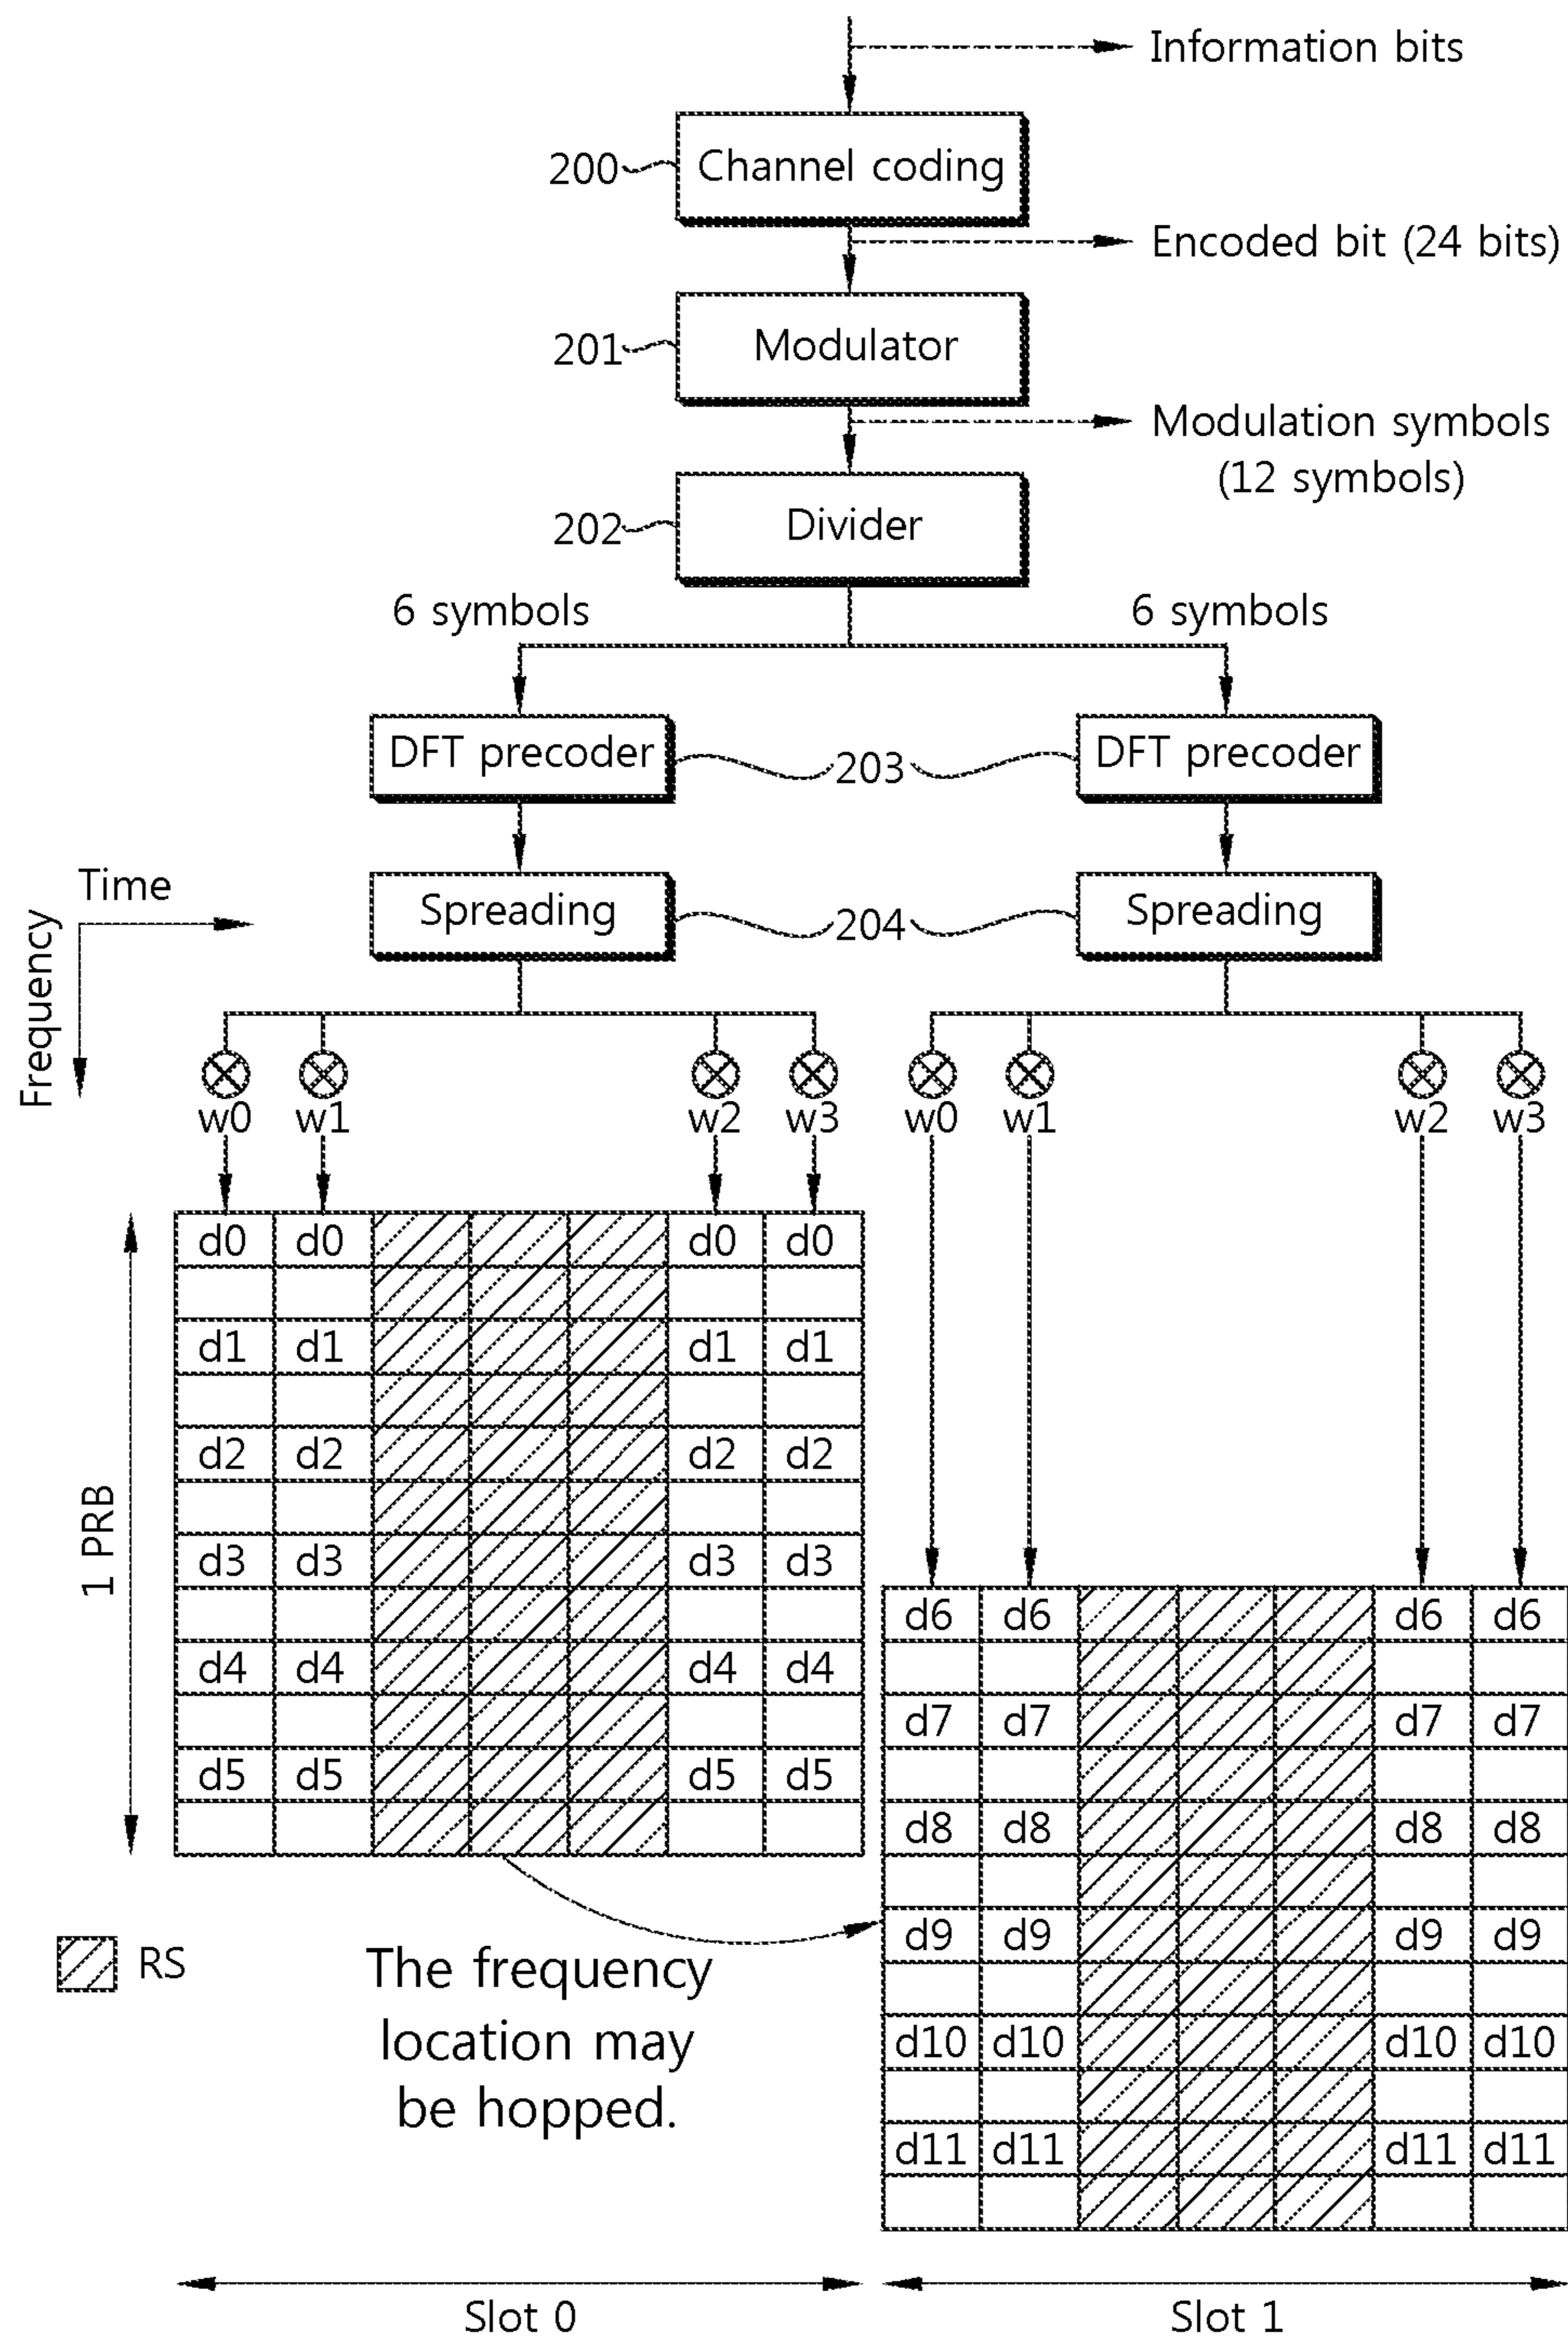 Information bits
200
Channel coding
Encoded bit (24 bits)
201
Modulator
Modulation symbols
(12 symbols)
202
Divider
6 symbols
6 symbols
DFT precoder
203
DFT precoder
Time
Frequency
Spreading
204
Spreading
w0 w1 w2 w3
w0 w1 w2 w3
1 PRB
d0 d0 d0 d0
d1 d1 d1 d1
d2 d2 d2 d2
d3 d3 d3 d3
d4 d4 d4 d4
d5 d5 d5 d5
d6 d6 d6 d6
d7 d7 d7 d7
d8 d8 d8 d8
d9 d9 d9 d9
d10 d10 d10 d10
d11 d11 d11 d11
RS
The frequency
location may
be hopped.
Slot 0
Slot 1